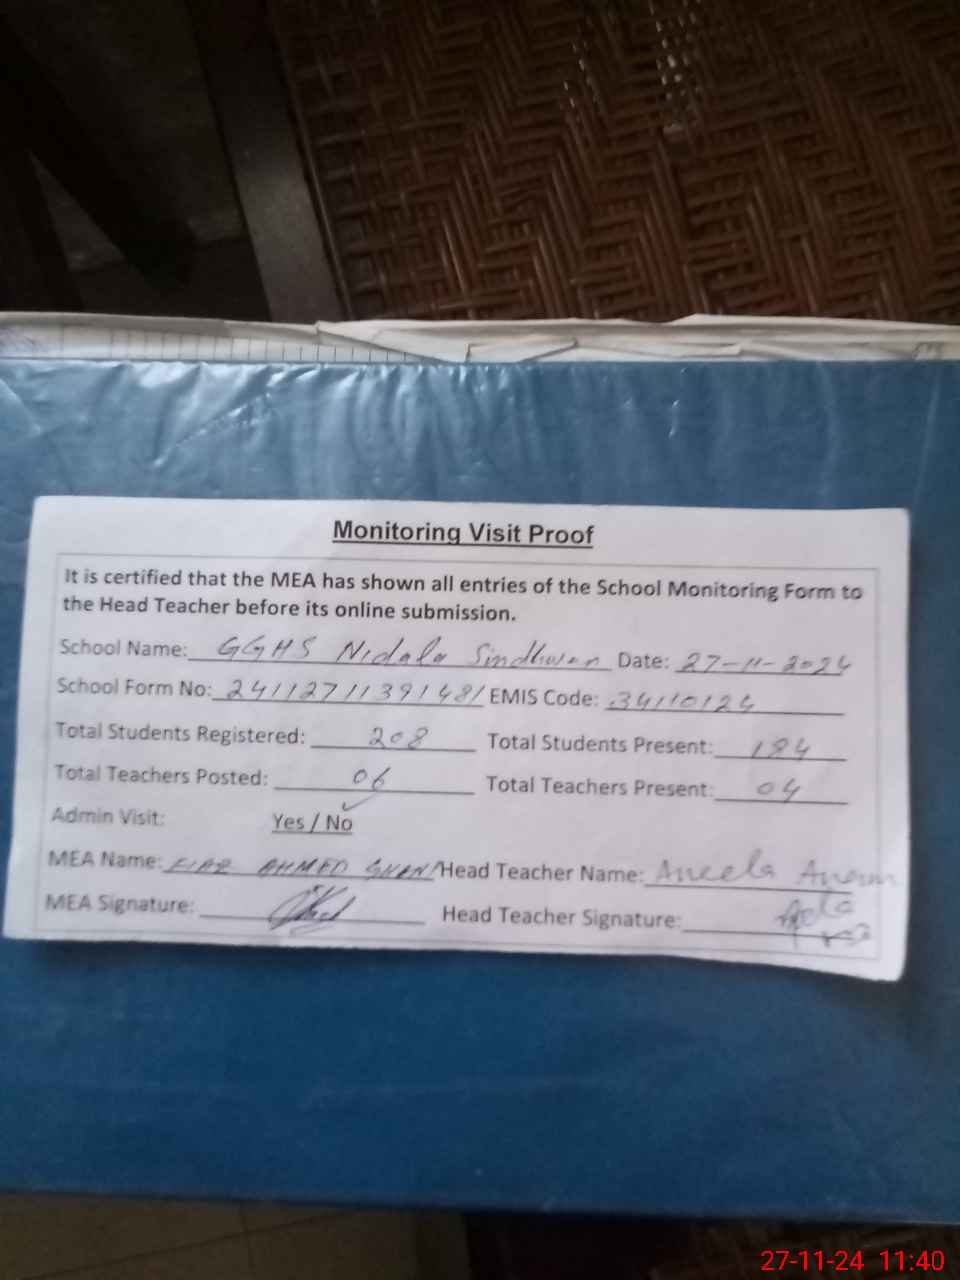 Monitoring Visit Proof
It is certified that the MEA has shown all entries of the School Monitoring Form to
the Head Teacher before its online submission.
School Name: GGHS Nidala Sindhwan Date: 27-11-2024
School Form No: 24112711391481 EMIS Code: 34110124
Total Students Registered: 208 Total Students Present: 184
Total Teachers Posted: 06 Total Teachers Present: 04
Admin Visit: Yes / No
MEA Name: AHMED Head Teacher Name: Aneela Anjum
MEA Signature: Head Teacher Signature:
27-11-24 11:40